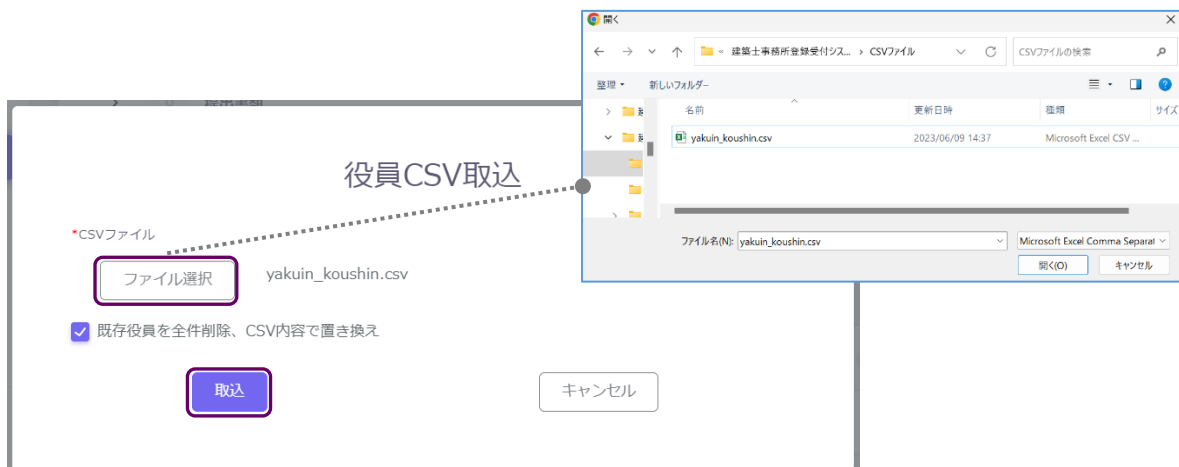 開く
« 建築士事務所登録受付シス... › CSVファイル
CSVファイルの検索
整理
新しいフォルダー
名前
更新日時
種類
サイズ
yakuin_koushin.csv
2023/06/09 14:37
Microsoft Excel CSV ...
ファイル名(N):
yakuin_koushin.csv
Microsoft Excel Comma Separat
開く(O)
キャンセル
役員CSV取込
*CSVファイル
ファイル選択
yakuin_koushin.csv
既存役員を全件削除、CSV内容で置き換え
取込
キャンセル